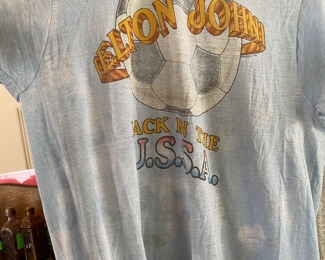 ELTON JOHN
BACK IN THE
U.S.S.A.